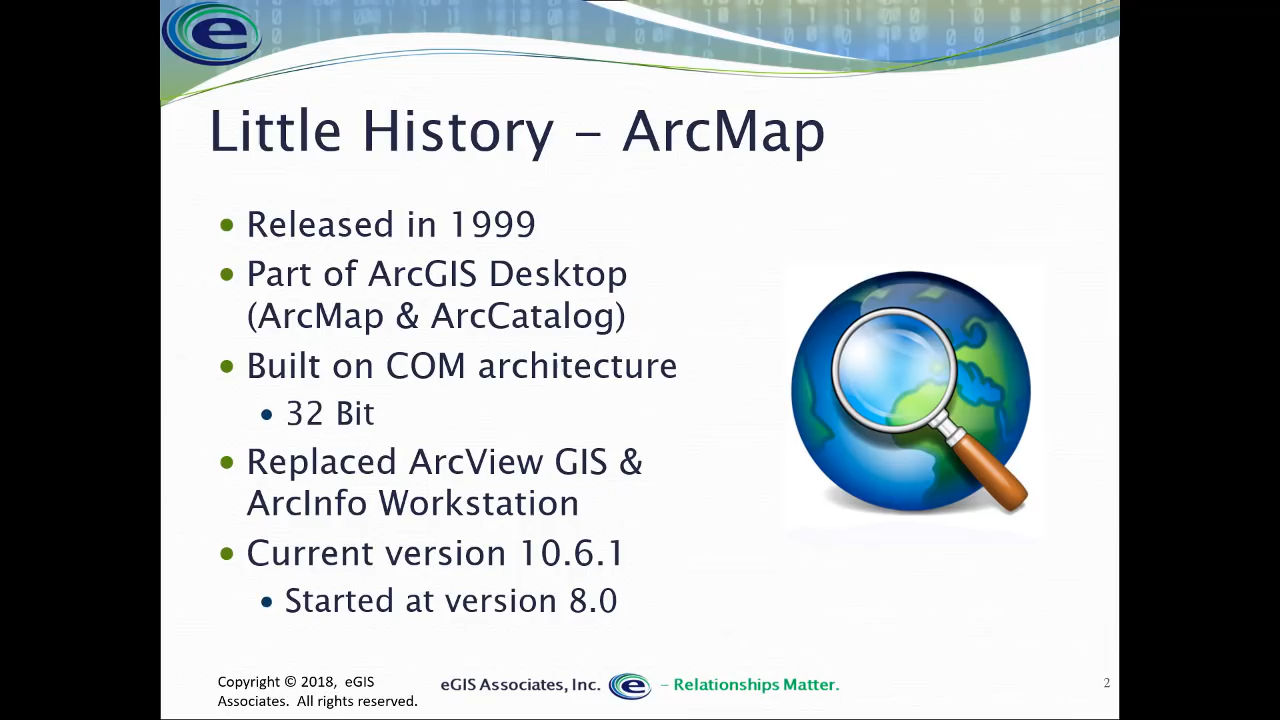 Little History – ArcMap
• Released in 1999
• Part of ArcGIS Desktop
(ArcMap & ArcCatalog)
• Built on COM architecture
• 32 Bit
• Replaced ArcView GIS &
ArcInfo Workstation
• Current version 10.6.1
• Started at version 8.0
Copyright © 2018, eGIS
Associates. All rights reserved.
eGIS Associates, Inc. e – Relationships Matter.
2